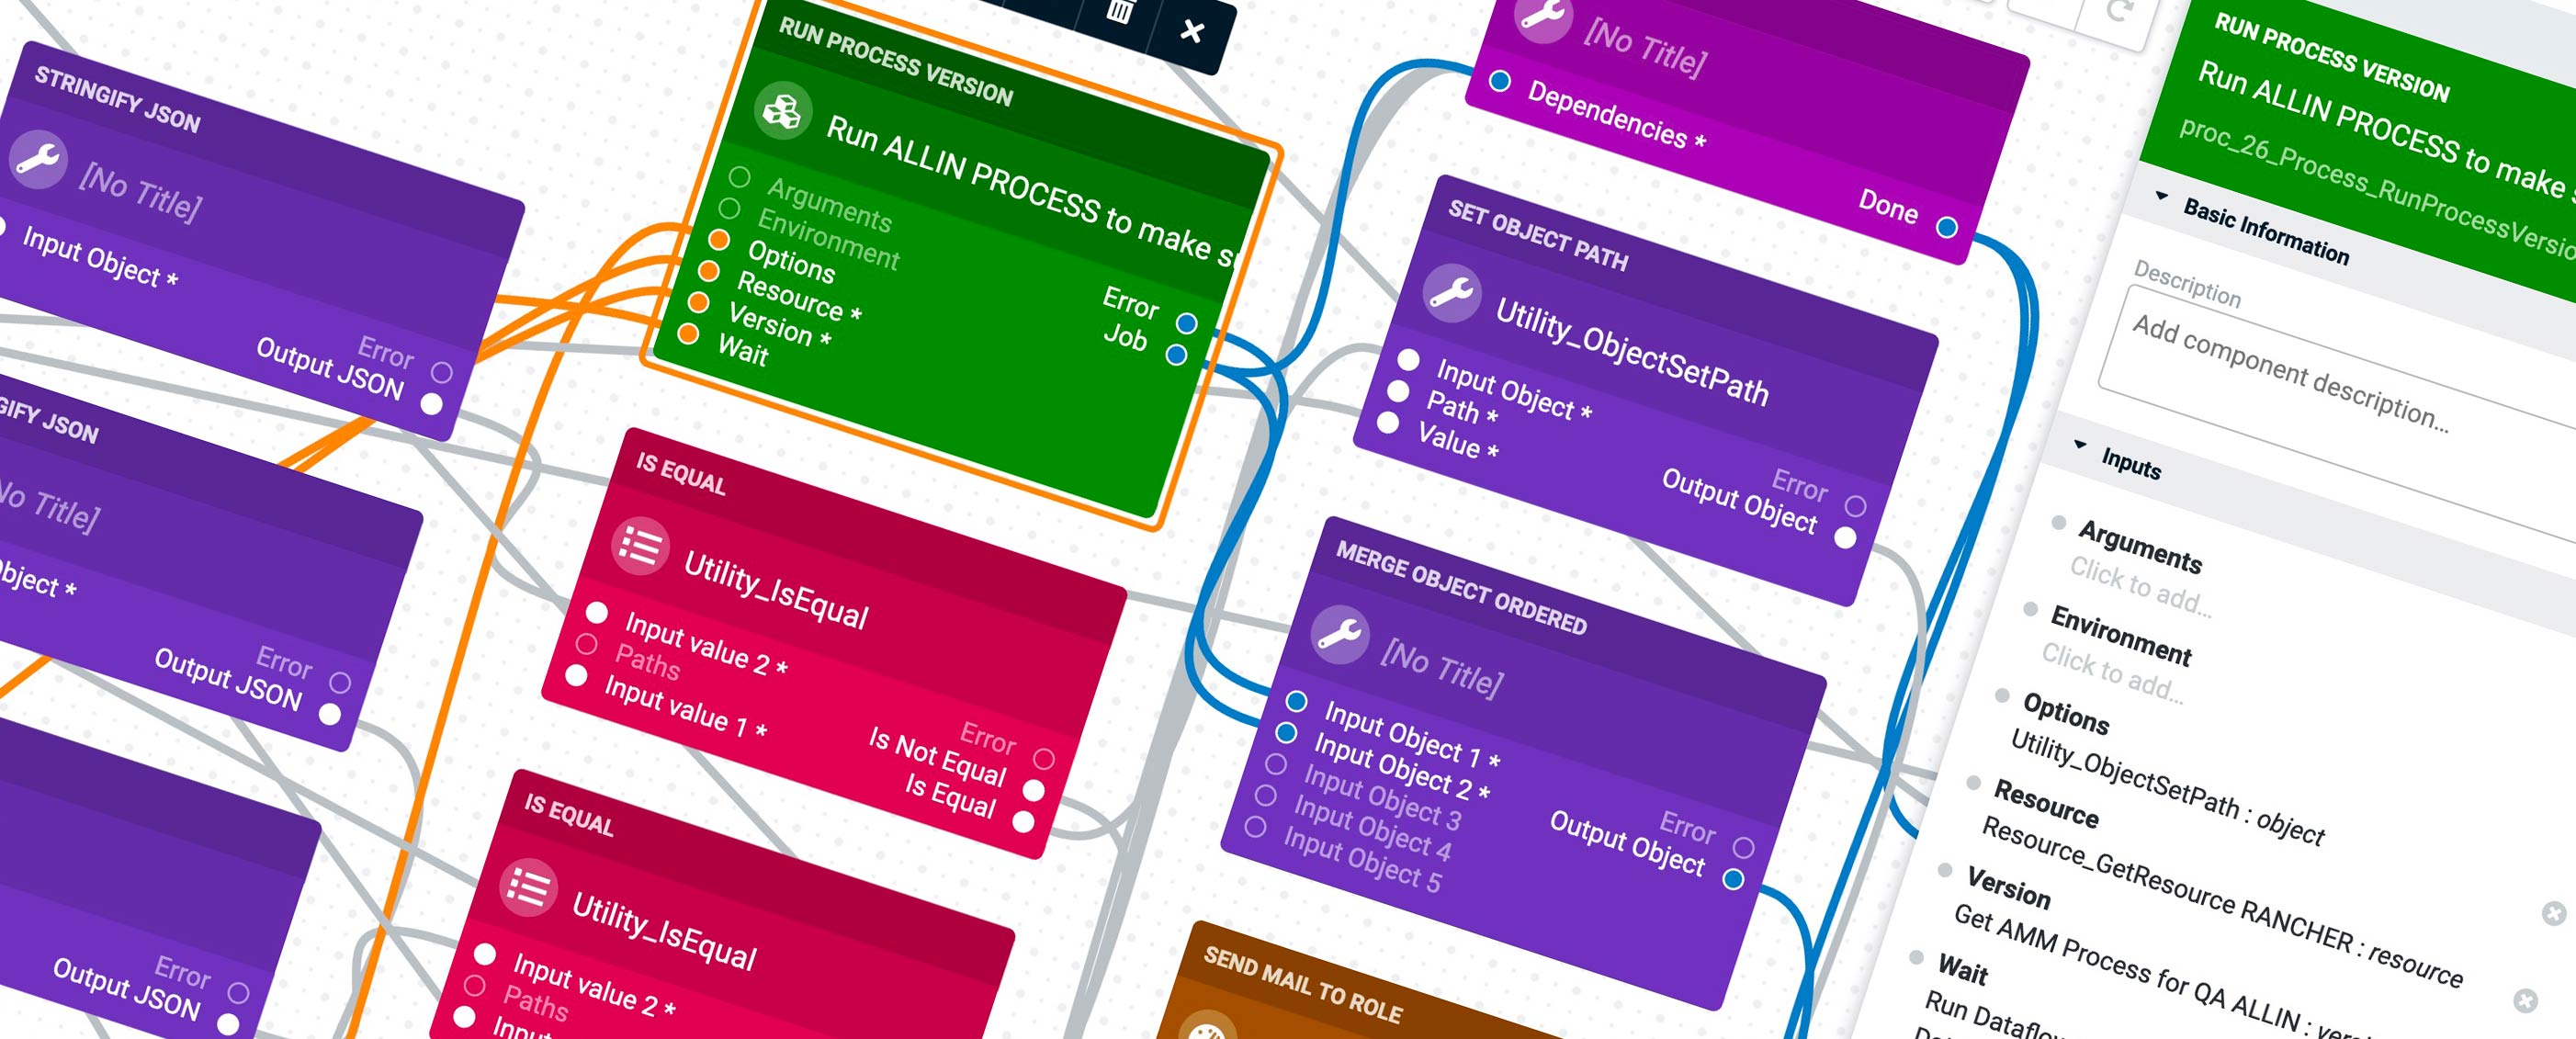 STRINGIFY JSON
[No Title]
Input Object *
Error
Output JSON
GIFY JSON
No Title]
bject *
Error
Output JSON
Error
Output JSON
RUN PROCESS VERSION
Run ALLIN PROCESS to make s
Arguments
Environment
Options
Resource *
Version *
Wait
Error
Job
IS EQUAL
Utility_IsEqual
Input value 2 *
Paths
Input value 1 *
Error
Is Not Equal
Is Equal
IS EQUAL
Utility_IsEqual
Input value 2 *
Paths
[No Title]
Dependencies *
Done
SET OBJECT PATH
Utility_ObjectSetPath
Input Object *
Path *
Value *
Error
Output Object
MERGE OBJECT ORDERED
[No Title]
Input Object 1 *
Input Object 2 *
Input Object 3
Input Object 4
Input Object 5
Error
Output Object
SEND MAIL TO ROLE
RUN PROCESS VERSION
Run ALLIN PROCESS to make
proc_26_Process_RunProcessVersio
Basic Information
Description
Add component description...
Inputs
Arguments
Click to add...
Environment
Click to add...
Options
Utility_ObjectSetPath : object
Resource
Resource_GetResource RANCHER : resource
Version
Get AMM Process for QA ALLIN : versi
Wait
Run Dataflow